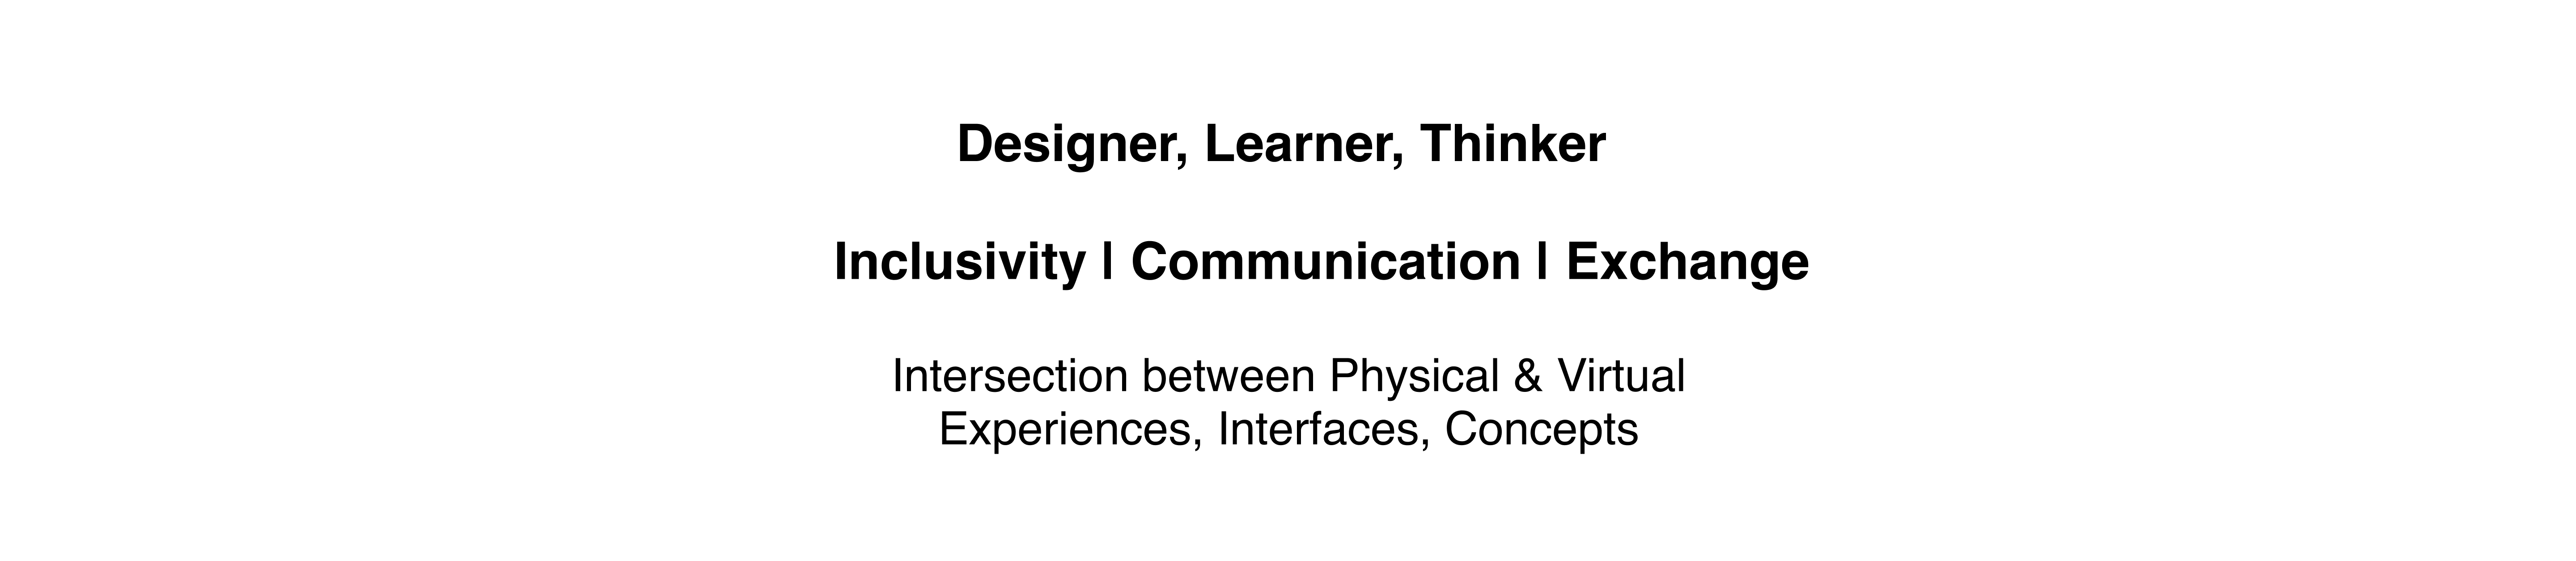 Designer, Learner, Thinker
Inclusivity | Communication | Exchange
Intersection between Physical & Virtual
Experiences, Interfaces, Concepts